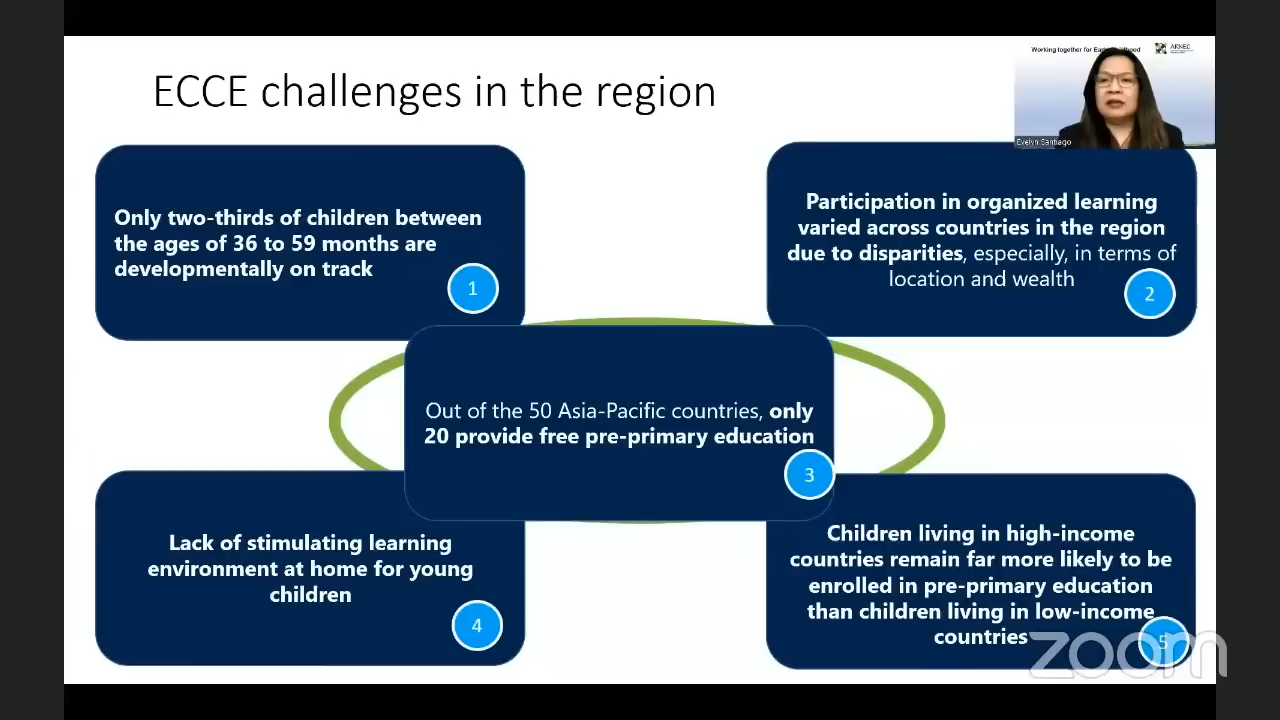 ECCE challenges in the region
Working together for Early Childhood
ARNEC
Evelyn Santiago
Only two-thirds of children between
the ages of 36 to 59 months are
developmentally on track
1
Participation in organized learning
varied across countries in the region
due to disparities, especially, in terms of
location and wealth
2
Out of the 50 Asia-Pacific countries, only
20 provide free pre-primary education
3
Lack of stimulating learning
environment at home for young
children
4
Children living in high-income
countries remain far more likely to be
enrolled in pre-primary education
than children living in low-income
countries
5
zoom